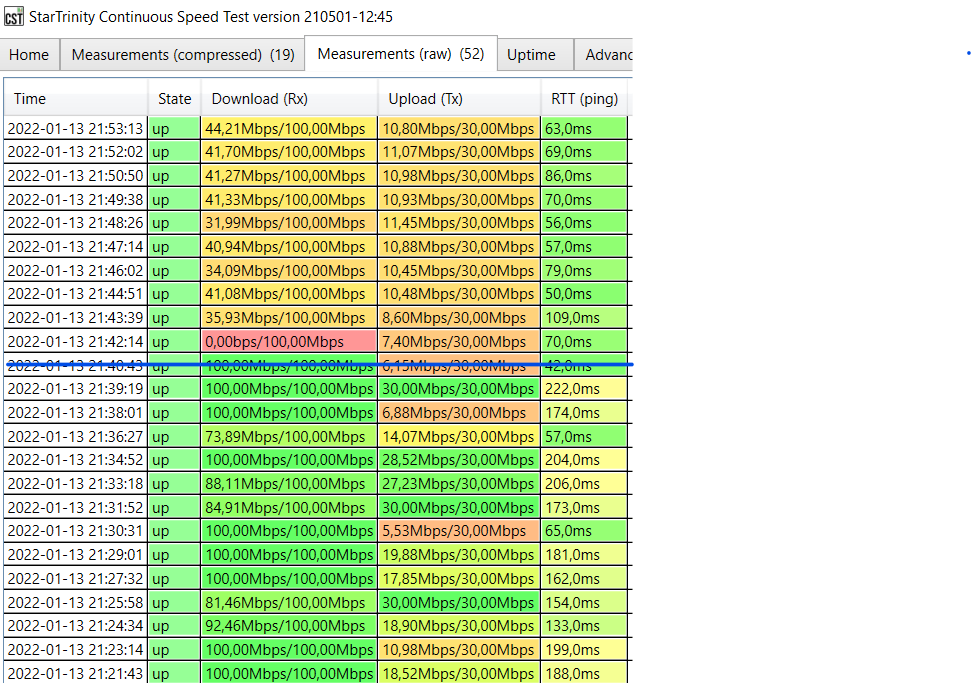 CST StarTrinity Continuous Speed Test version 210501-12:45
Home Measurements (compressed) (19) Measurements (raw) (52) Uptime Advanc
Time State Download (Rx) Upload (Tx) RTT (ping)
2022-01-13 21:53:13 up 44,21Mbps/100,00Mbps 10,80Mbps/30,00Mbps 63,0ms
2022-01-13 21:52:02 up 41,70Mbps/100,00Mbps 11,07Mbps/30,00Mbps 69,0ms
2022-01-13 21:50:50 up 41,27Mbps/100,00Mbps 10,98Mbps/30,00Mbps 86,0ms
2022-01-13 21:49:38 up 41,33Mbps/100,00Mbps 10,93Mbps/30,00Mbps 70,0ms
2022-01-13 21:48:26 up 31,99Mbps/100,00Mbps 11,45Mbps/30,00Mbps 56,0ms
2022-01-13 21:47:14 up 40,94Mbps/100,00Mbps 10,88Mbps/30,00Mbps 57,0ms
2022-01-13 21:46:02 up 34,09Mbps/100,00Mbps 10,45Mbps/30,00Mbps 79,0ms
2022-01-13 21:44:51 up 41,08Mbps/100,00Mbps 10,48Mbps/30,00Mbps 50,0ms
2022-01-13 21:43:39 up 35,93Mbps/100,00Mbps 8,60Mbps/30,00Mbps 109,0ms
2022-01-13 21:42:14 up 0,00bps/100,00Mbps 7,40Mbps/30,00Mbps 70,0ms
2022-01-13 21:40:43 up 100,00Mbps/100,00Mbps 6,15Mbps/30,00Mbps 42,0ms
2022-01-13 21:39:19 up 100,00Mbps/100,00Mbps 30,00Mbps/30,00Mbps 222,0ms
2022-01-13 21:38:01 up 100,00Mbps/100,00Mbps 6,88Mbps/30,00Mbps 174,0ms
2022-01-13 21:36:27 up 73,89Mbps/100,00Mbps 14,07Mbps/30,00Mbps 57,0ms
2022-01-13 21:34:52 up 100,00Mbps/100,00Mbps 28,52Mbps/30,00Mbps 204,0ms
2022-01-13 21:33:18 up 88,11Mbps/100,00Mbps 27,23Mbps/30,00Mbps 206,0ms
2022-01-13 21:31:52 up 84,91Mbps/100,00Mbps 30,00Mbps/30,00Mbps 173,0ms
2022-01-13 21:30:31 up 100,00Mbps/100,00Mbps 5,53Mbps/30,00Mbps 65,0ms
2022-01-13 21:29:01 up 100,00Mbps/100,00Mbps 19,88Mbps/30,00Mbps 181,0ms
2022-01-13 21:27:32 up 100,00Mbps/100,00Mbps 17,85Mbps/30,00Mbps 162,0ms
2022-01-13 21:25:58 up 81,46Mbps/100,00Mbps 30,00Mbps/30,00Mbps 154,0ms
2022-01-13 21:24:34 up 92,46Mbps/100,00Mbps 18,90Mbps/30,00Mbps 133,0ms
2022-01-13 21:23:14 up 100,00Mbps/100,00Mbps 10,98Mbps/30,00Mbps 199,0ms
2022-01-13 21:21:43 up 100,00Mbps/100,00Mbps 18,52Mbps/30,00Mbps 188,0ms